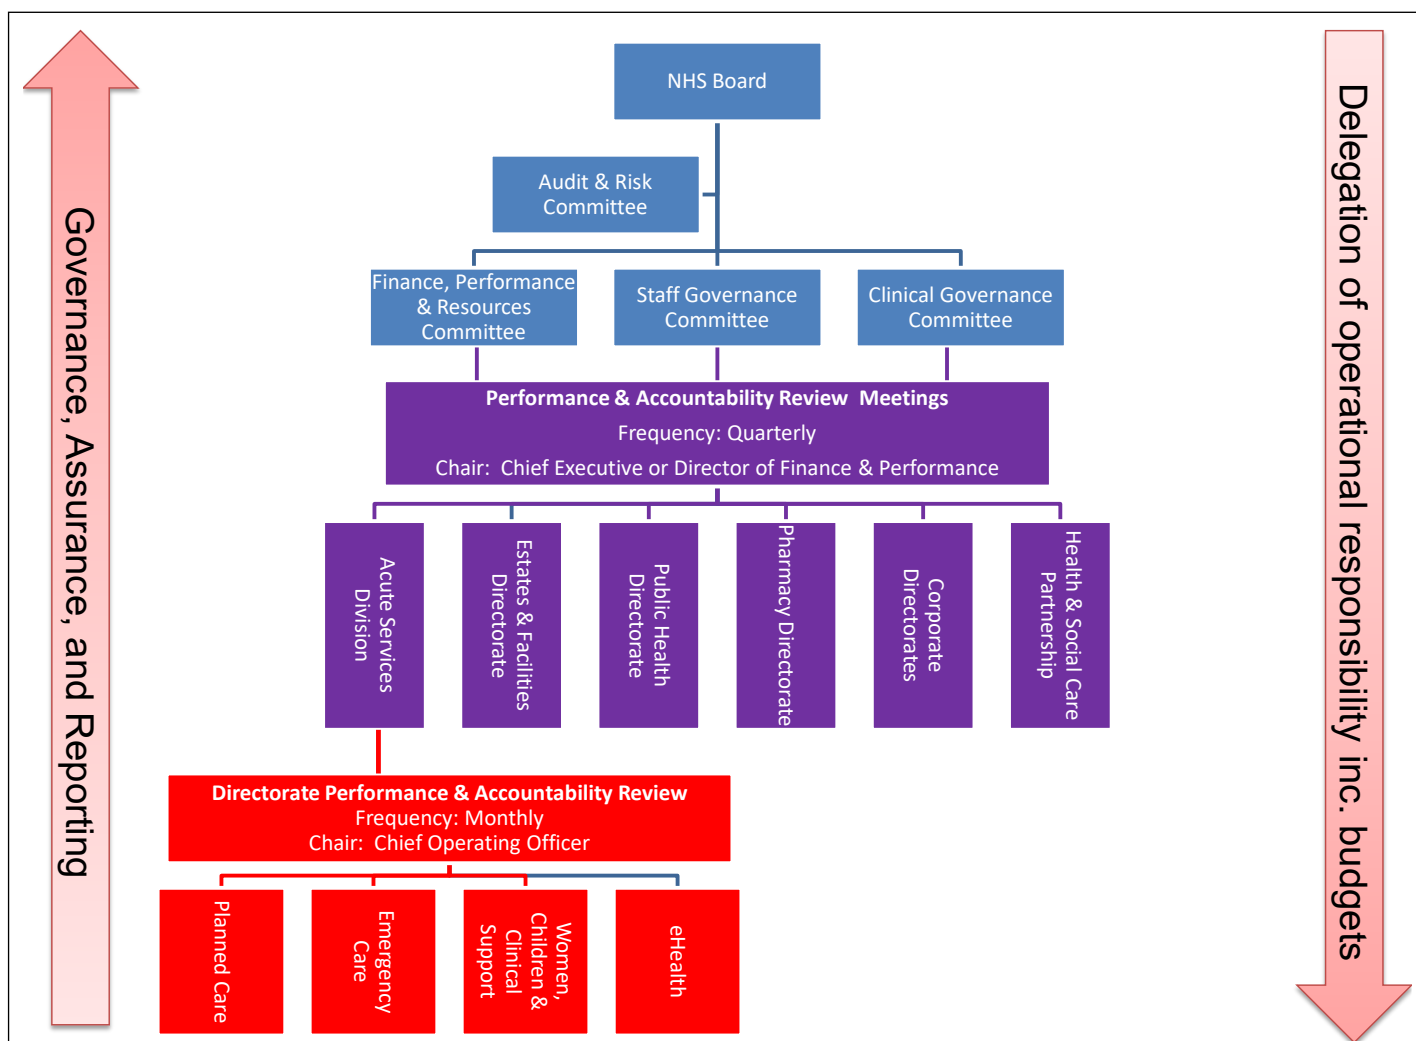 NHS Board
Audit & Risk
Committee
Finance, Performance
& Resources
Committee
Staff Governance
Committee
Clinical Governance
Committee
Performance & Accountability Review  Meetings
Frequency: Quarterly
Chair:  Chief Executive or Director of Finance & Performance
Acute Services
Division
Estates & Facilities
Directorate
Public Health
Directorate
Pharmacy Directorate
Corporate
Directorates
Health & Social Care
Partnership
Directorate Performance & Accountability Review
Frequency: Monthly
Chair:  Chief Operating Officer
Planned Care
Emergency
Care
Women,
Children &
Clinical
Support
eHealth
Governance, Assurance, and Reporting
Delegation of operational responsibility inc. budgets